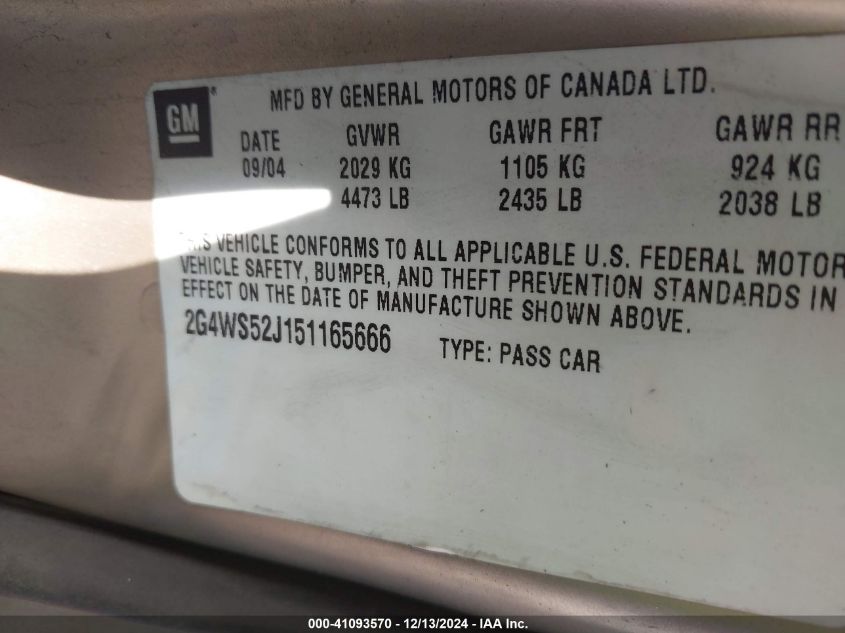 GM®
MFD BY GENERAL MOTORS OF CANADA LTD.
DATE GVWR GAWR FRT GAWR RR
09/04 2029 KG 1105 KG 924 KG
4473 LB 2435 LB 2038 LB
THIS VEHICLE CONFORMS TO ALL APPLICABLE U.S. FEDERAL MOTOR
VEHICLE SAFETY, BUMPER, AND THEFT PREVENTION STANDARDS IN
EFFECT ON THE DATE OF MANUFACTURE SHOWN ABOVE.
2G4WS52J151165666 TYPE: PASS CAR
000-41093570 - 12/13/2024 - IAA Inc.